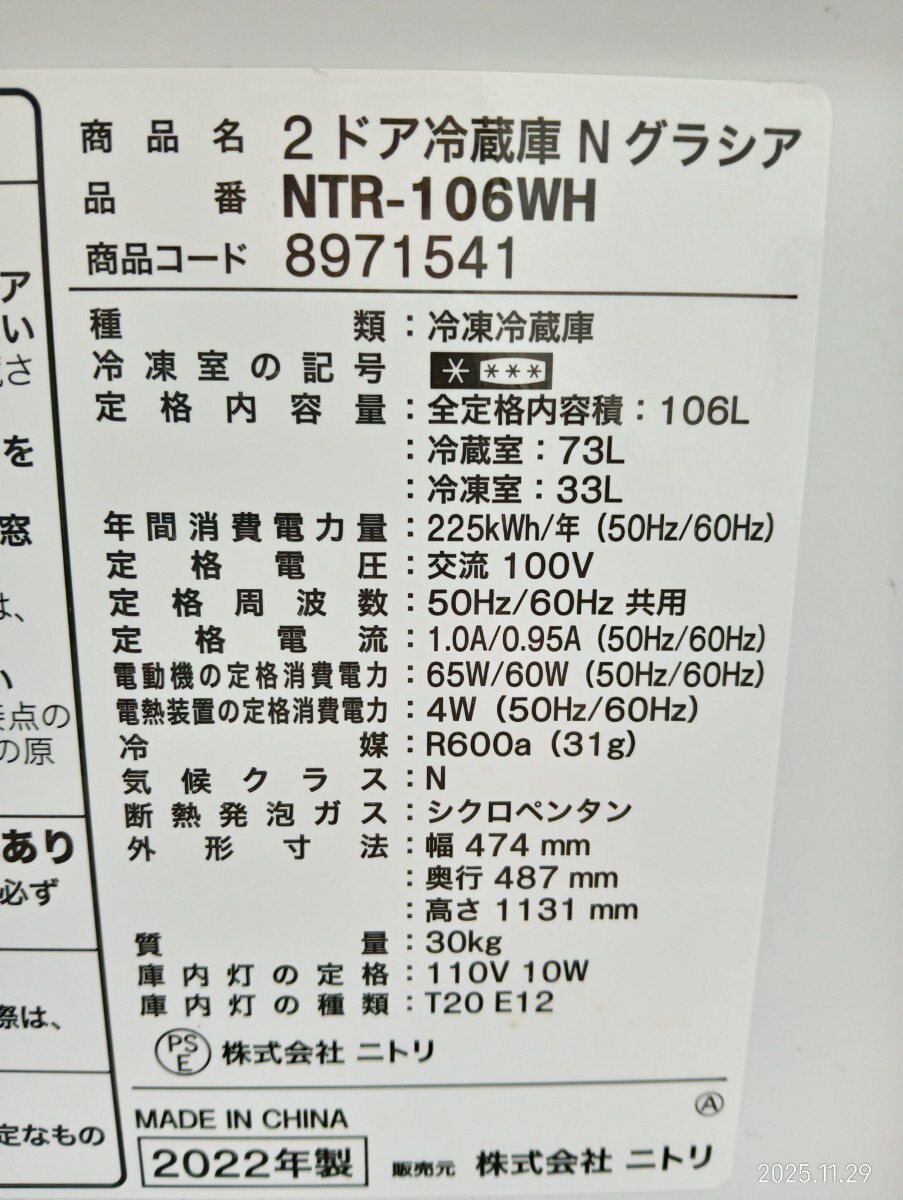 商品名 2ドア冷蔵庫 N グラシア
品番 NTR-106WH
商品コード 8971541
種類：冷凍冷蔵庫
冷凍室の記号 * ***
定格内容量：全定格内容積：106L
：冷蔵室：73L
：冷凍室：33L
年間消費電力量：225kWh/年（50Hz/60Hz）
定格電圧：交流 100V
定格周波数：50Hz/60Hz 共用
定格電流：1.0A/0.95A（50Hz/60Hz）
電動機の定格消費電力：65W/60W（50Hz/60Hz）
電熱装置の定格消費電力：4W（50Hz/60Hz）
冷媒：R600a（31g）
気候クラス：N
断熱発泡ガス：シクロペンタン
外形寸法：幅 474 mm
：奥行 487 mm
：高さ 1131 mm
質量：30kg
庫内灯の定格：110V 10W
庫内灯の種類：T20 E12
PSE 株式会社 ニトリ
MADE IN CHINA
Ⓐ
2022年製 販売元 株式会社 ニトリ
ア
い
さ
を
窓
は、
い
点の
の原
あり
必ず
際は、
定なもの
2025.11.29